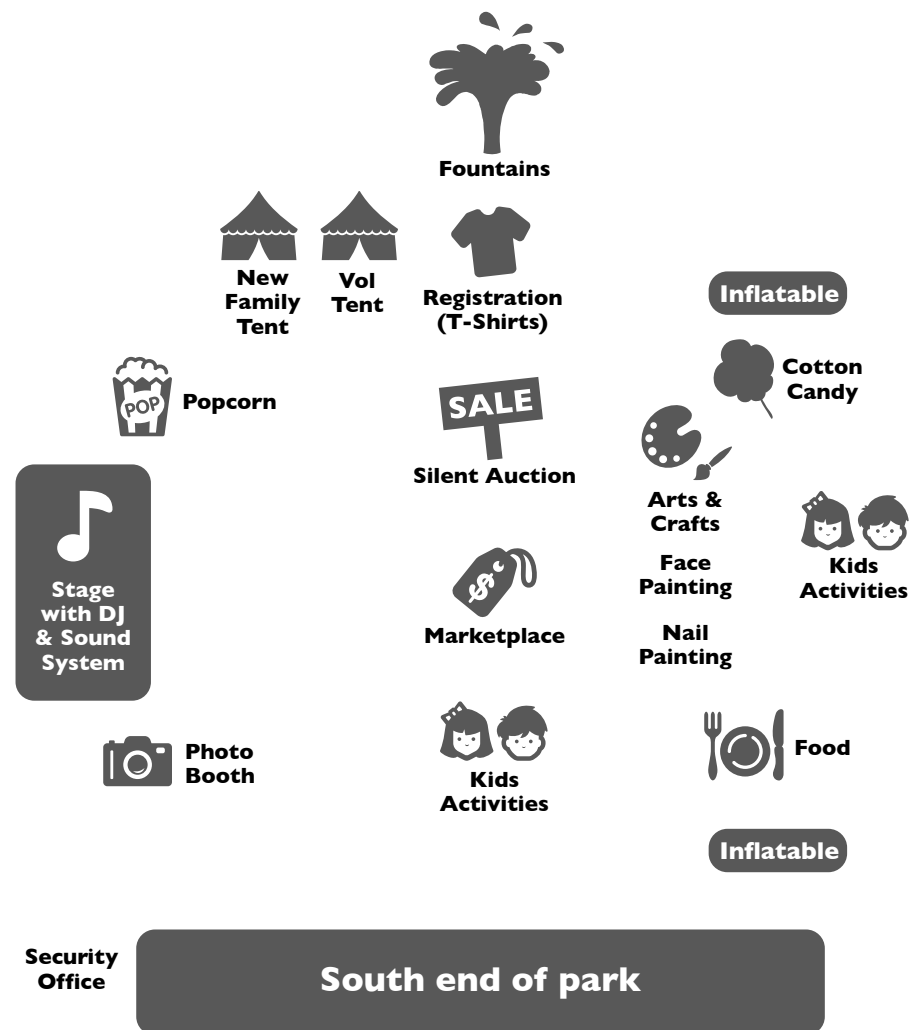 Fountains
New
Family
Tent
Vol
Tent
Registration
(T-Shirts)
Inflatable
POP
Popcorn
SALE
Silent Auction
Cotton
Candy
Arts &
Crafts
Kids
Activities
Face
Painting
Stage
with DJ
& Sound
System
$
Marketplace
Nail
Painting
Photo
Booth
Kids
Activities
Food
Inflatable
Security
Office
South end of park